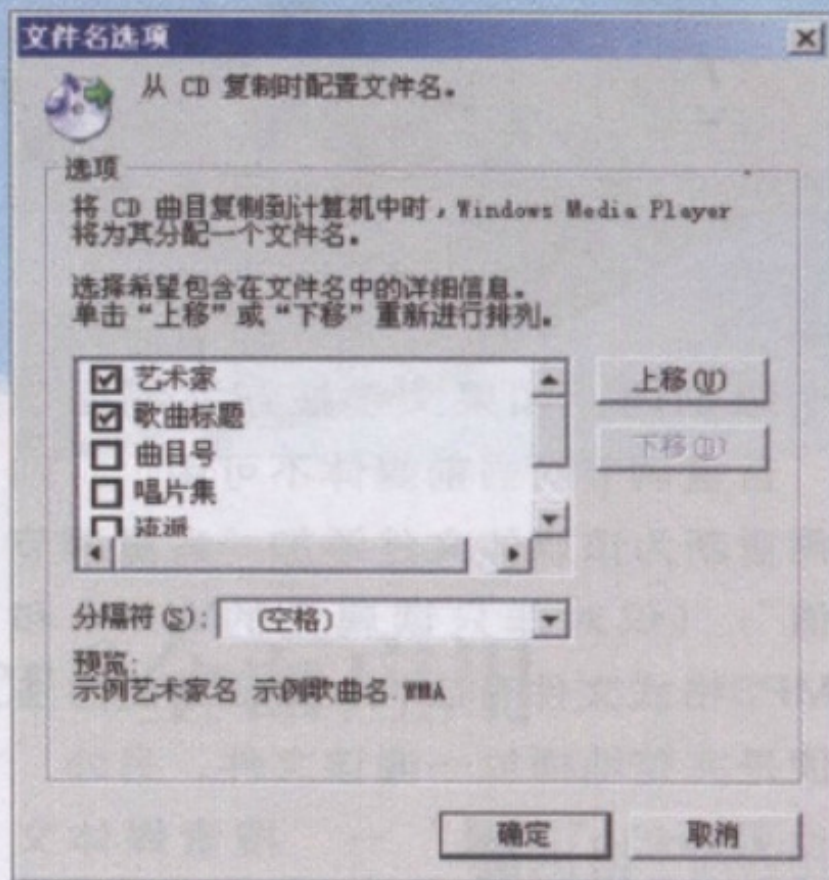 文件名选项
从 CD 复制时配置文件名。
选项
将 CD 曲目复制到计算机中时，Windows Media Player
将为其分配一个文件名。
选择希望包含在文件名中的详细信息。
单击“上移”或“下移”重新进行排列。
艺术家
歌曲标题
曲目号
唱片集
流派
上移(U)
下移(D)
分隔符(S):
(空格)
预览:
示例艺术家名 示例歌曲名 WMA
确定
取消